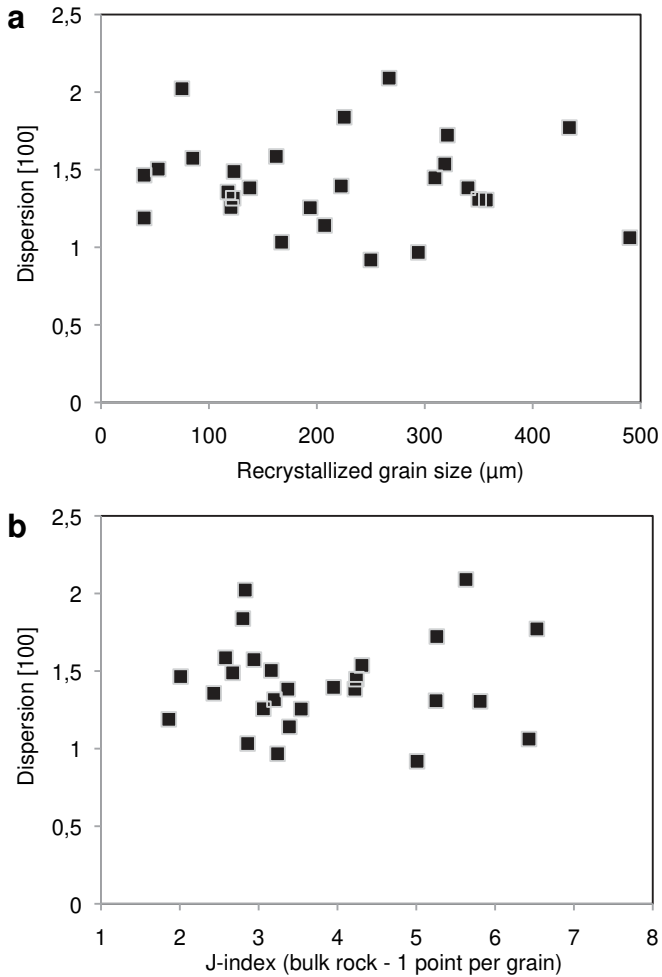 a
2,5
2
1,5
1
0,5
0
Dispersion [100]
0 100 200 300 400 500
Recrystallized grain size (µm)
b
2,5
2
1,5
1
0,5
0
Dispersion [100]
1 2 3 4 5 6 7 8
J-index (bulk rock - 1 point per grain)